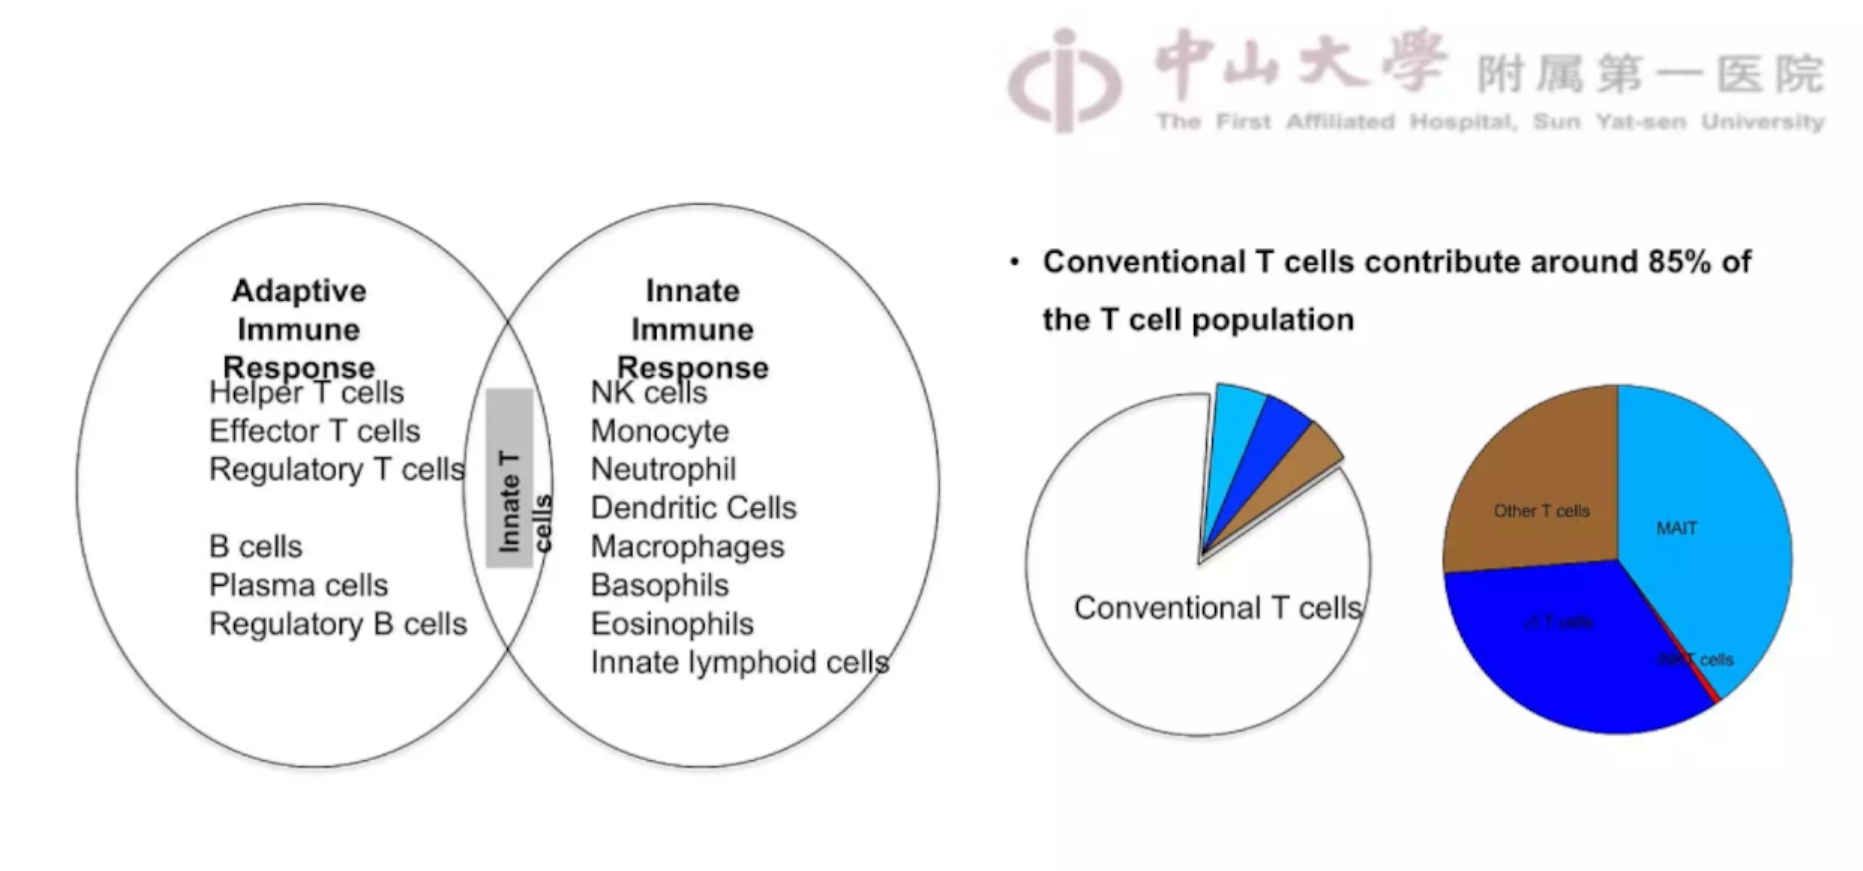 中山大學 附属第一医院
The First Affiliated Hospital, Sun Yat-sen University
Adaptive
Immune
Response
Helper T cells
Effector T cells
Regulatory T cells
B cells
Plasma cells
Regulatory B cells
Innate T
cells
Innate
Immune
Response
NK cells
Monocyte
Neutrophil
Dendritic Cells
Macrophages
Basophils
Eosinophils
Innate lymphoid cells
• Conventional T cells contribute around 85% of
the T cell population
Conventional T cells
Other T cells
MAIT
T cells
cells